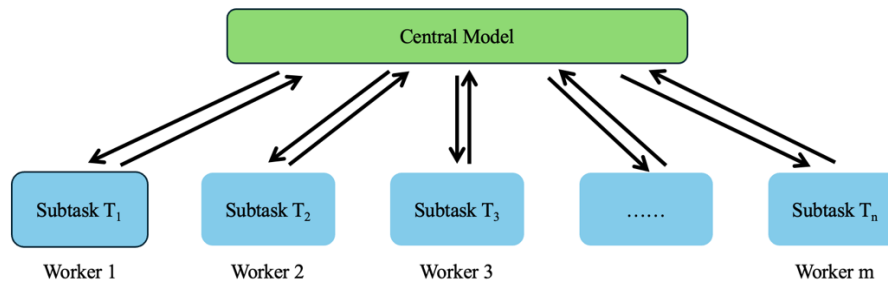 Central Model
Subtask T₁
Subtask T₂
Subtask T₃
......
Subtask Tₙ
Worker 1
Worker 2
Worker 3
Worker m